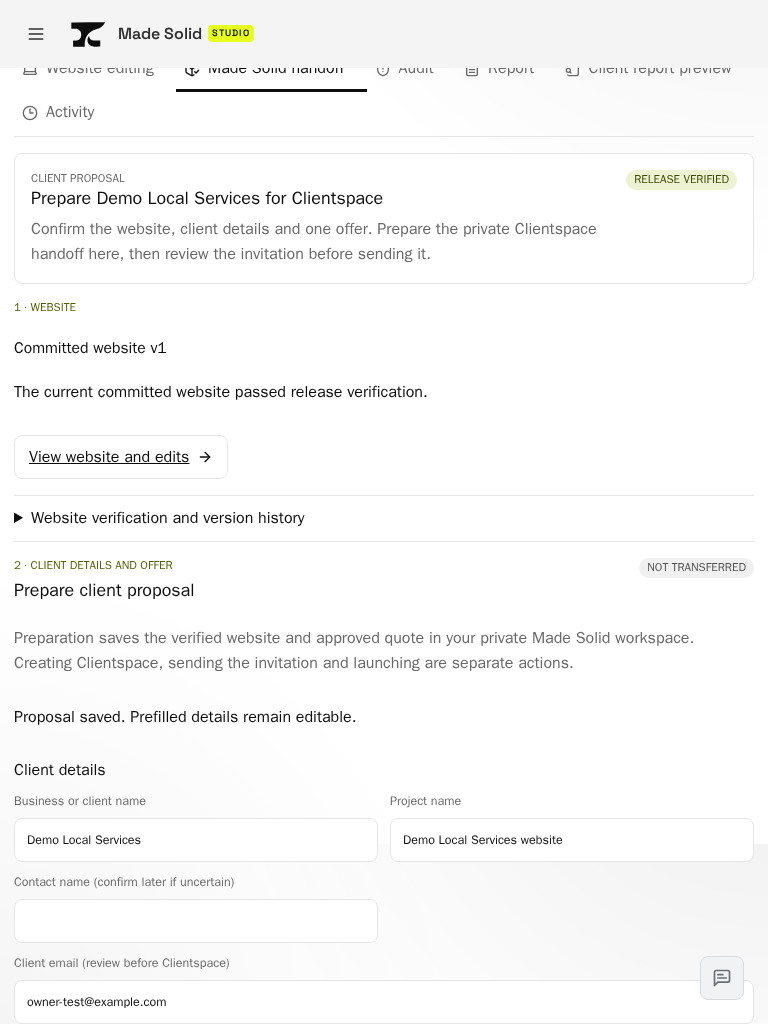 Made Solid STUDIO
Website editing Made Solid handoff Audit Report Client report preview
Activity
CLIENT PROPOSAL
RELEASE VERIFIED
Prepare Demo Local Services for Clientspace
Confirm the website, client details and one offer. Prepare the private Clientspace
handoff here, then review the invitation before sending it.
1 · WEBSITE
Committed website v1
The current committed website passed release verification.
View website and edits
Website verification and version history
2 · CLIENT DETAILS AND OFFER
NOT TRANSFERRED
Prepare client proposal
Preparation saves the verified website and approved quote in your private Made Solid workspace.
Creating Clientspace, sending the invitation and launching are separate actions.
Proposal saved. Prefilled details remain editable.
Client details
Business or client name Project name
Demo Local Services Demo Local Services website
Contact name (confirm later if uncertain)
Client email (review before Clientspace)
owner-test@example.com